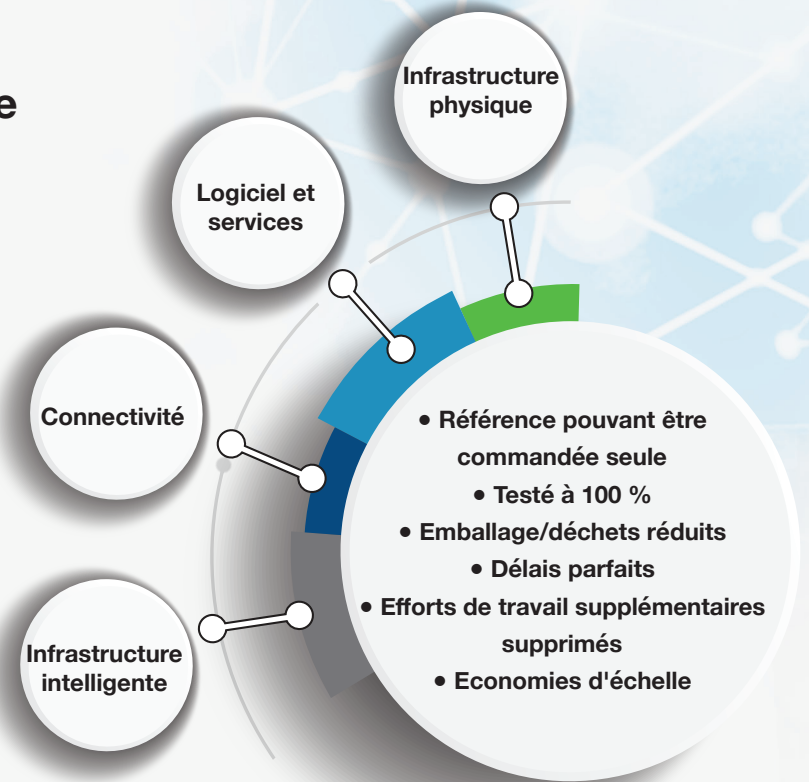 e
Infrastructure
physique
Logiciel et
services
Connectivité
Infrastructure
intelligente
• Référence pouvant être
commandée seule
• Testé à 100 %
• Emballage/déchets réduits
• Délais parfaits
• Efforts de travail supplémentaires
supprimés
• Economies d'échelle